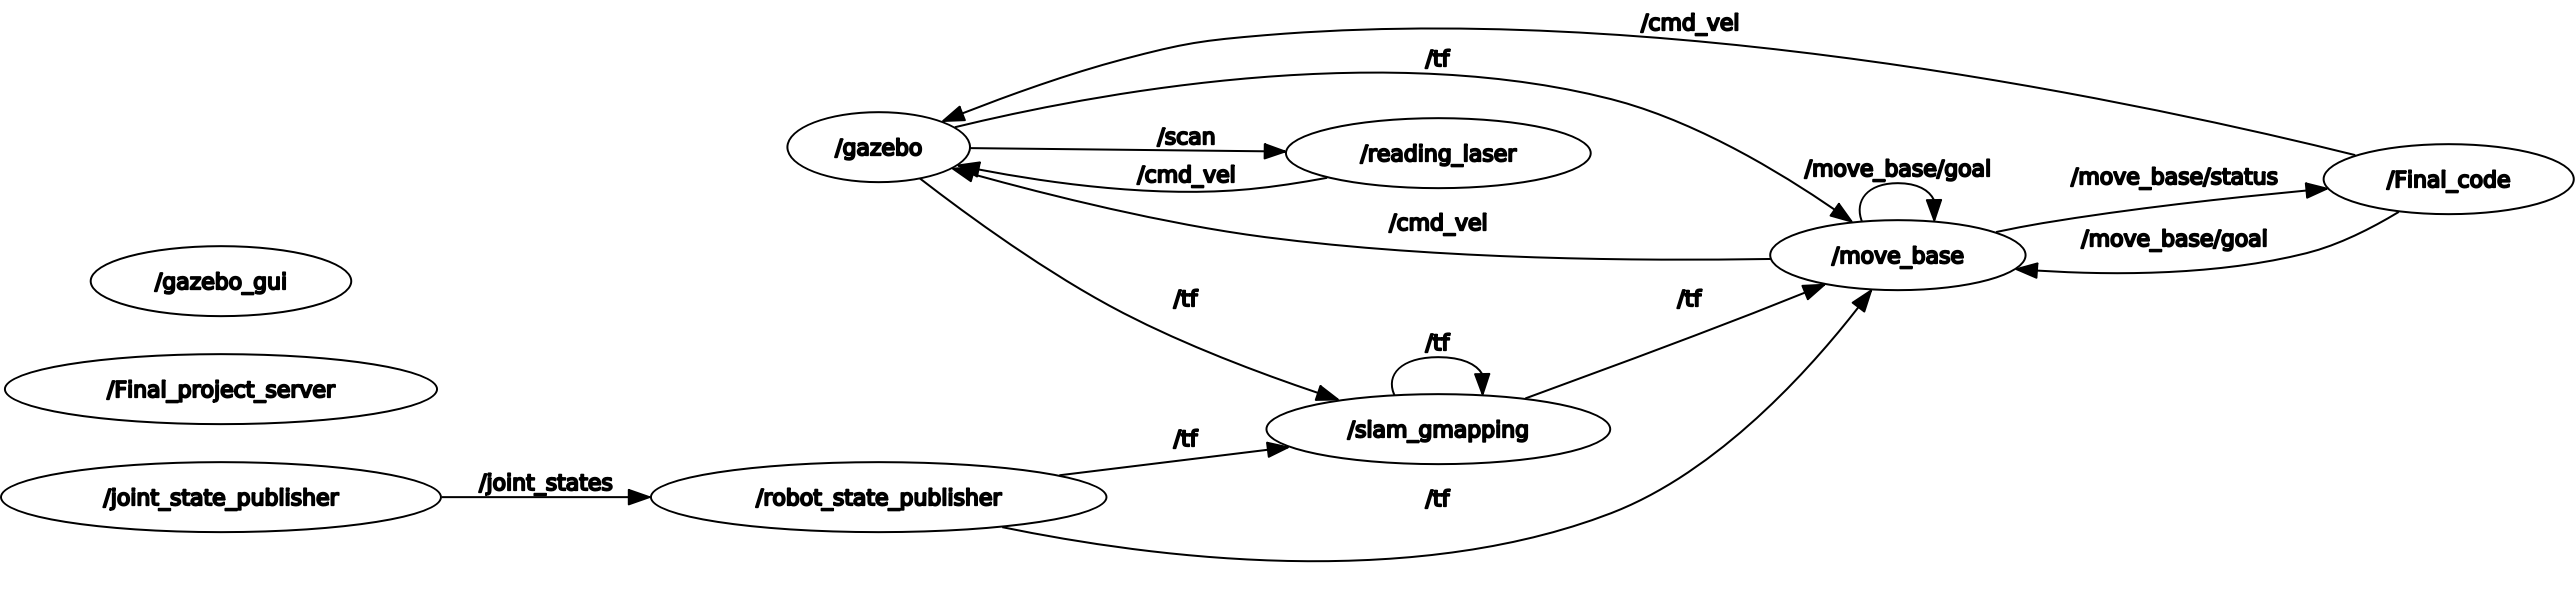 /cmd_vel
/tf
/gazebo
/scan
/reading_laser
/cmd_vel
/cmd_vel
/move_base/goal
/move_base/status
/Final_code
/move_base/goal
/move_base
/gazebo_gui
/tf
/tf
/tf
/Final_project_server
/slam_gmapping
/tf
/joint_state_publisher
/joint_states
/robot_state_publisher
/tf